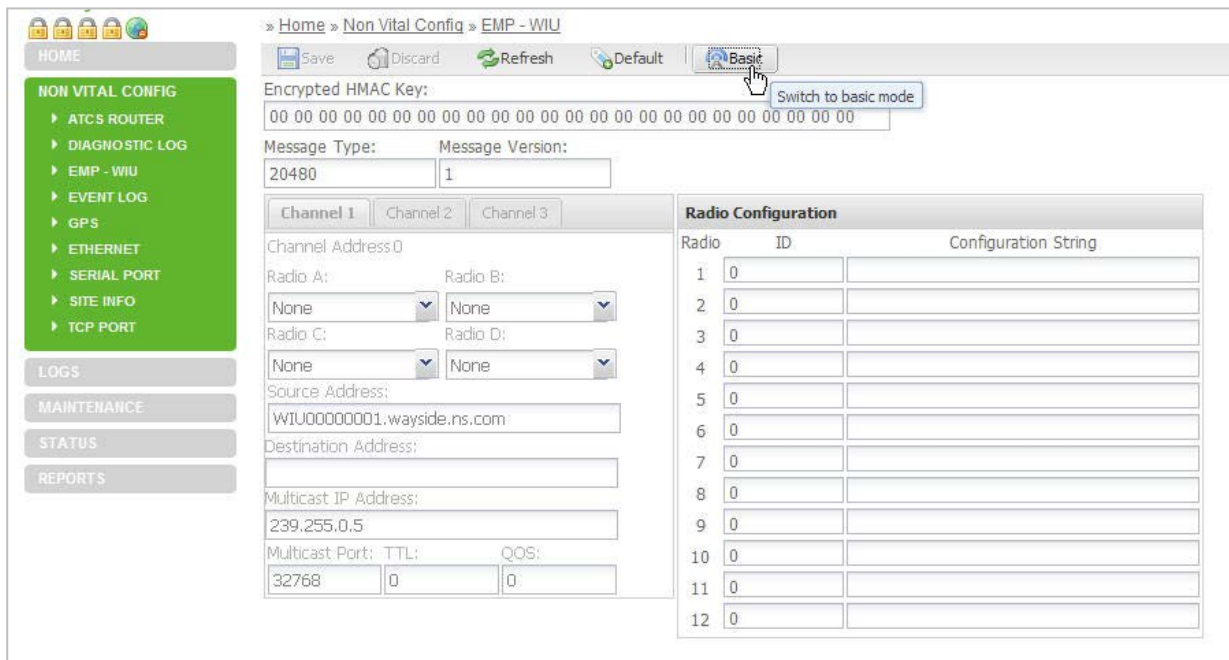 » Home » Non Vital Config » EMP - WIU
HOME
Save Discard Refresh Default Basic
Switch to basic mode
NON VITAL CONFIG
ATCS ROUTER
DIAGNOSTIC LOG
EMP - WIU
EVENT LOG
GPS
ETHERNET
SERIAL PORT
SITE INFO
TCP PORT
LOGS
MAINTENANCE
STATUS
REPORTS
Encrypted HMAC Key:
00 00 00 00 00 00 00 00 00 00 00 00 00 00 00 00 00 00 00 00 00 00 00 00 00
Message Type: Message Version:
20480 1
Channel 1 Channel 2 Channel 3
Channel Address:0
Radio A: Radio B:
None None
Radio C: Radio D:
None None
Source Address:
WIU00000001.wayside.ns.com
Destination Address:
Multicast IP Address:
239.255.0.5
Multicast Port: TTL: QOS:
32768 0 0
Radio Configuration
Radio ID Configuration String
1 0
2 0
3 0
4 0
5 0
6 0
7 0
8 0
9 0
10 0
11 0
12 0